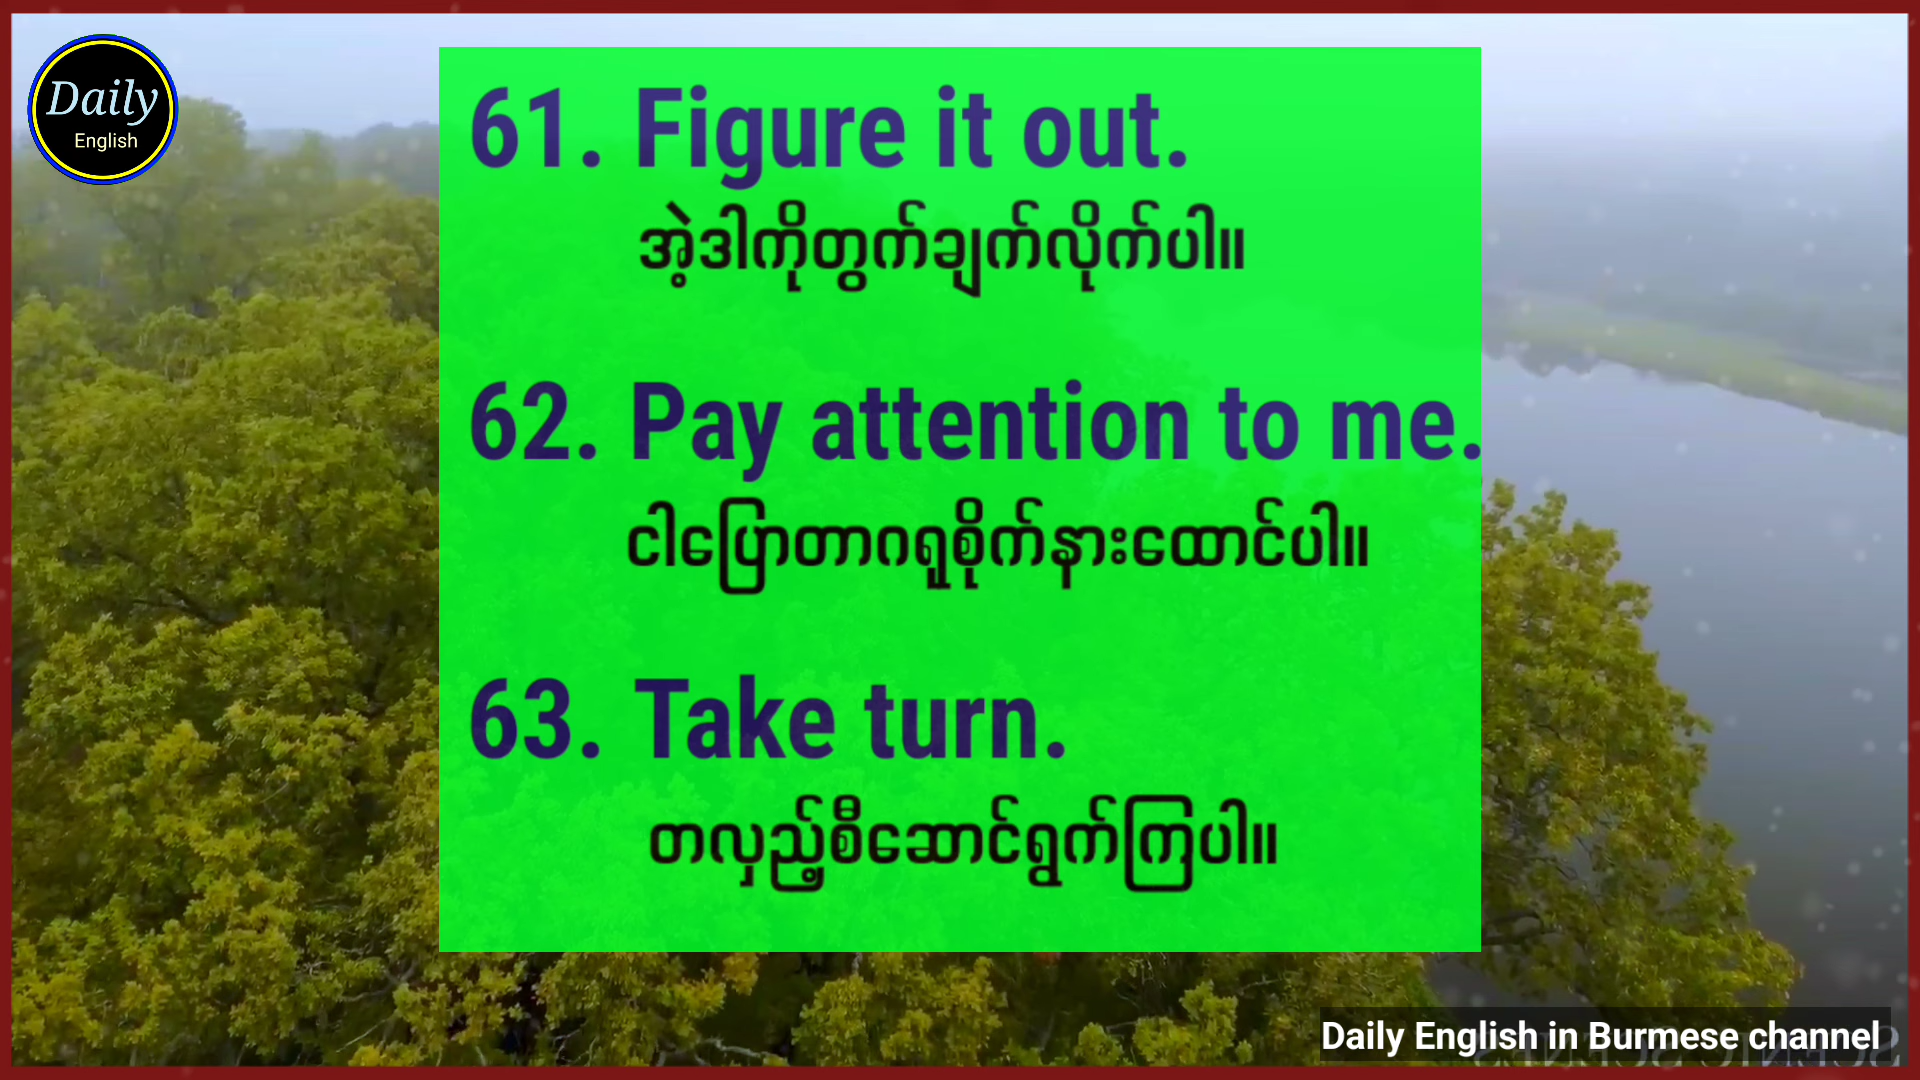 Daily
English
61. Figure it out.
အဲ့ဒါကိုတွက်ချက်လိုက်ပါ။
62. Pay attention to me.
ငါပြောတာဂရုစိုက်နားထောင်ပါ။
63. Take turn.
တလှည့်စီဆောင်ရွက်ကြပါ။
Daily English in Burmese channel